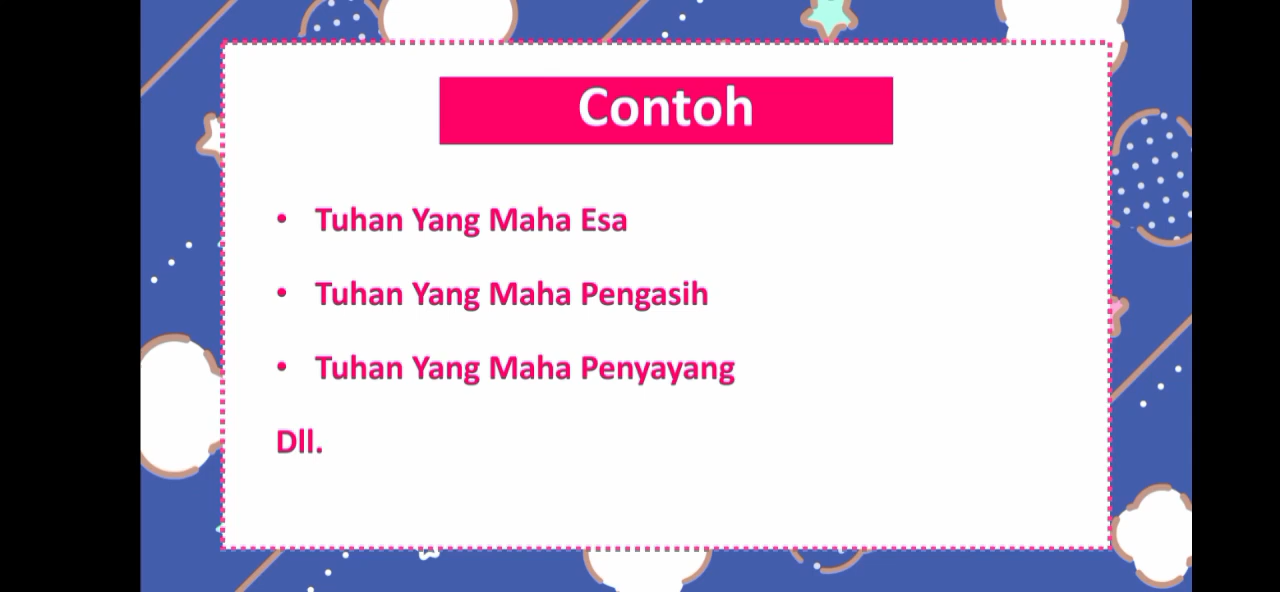 Contoh
• Tuhan Yang Maha Esa
• Tuhan Yang Maha Pengasih
• Tuhan Yang Maha Penyayang
Dll.